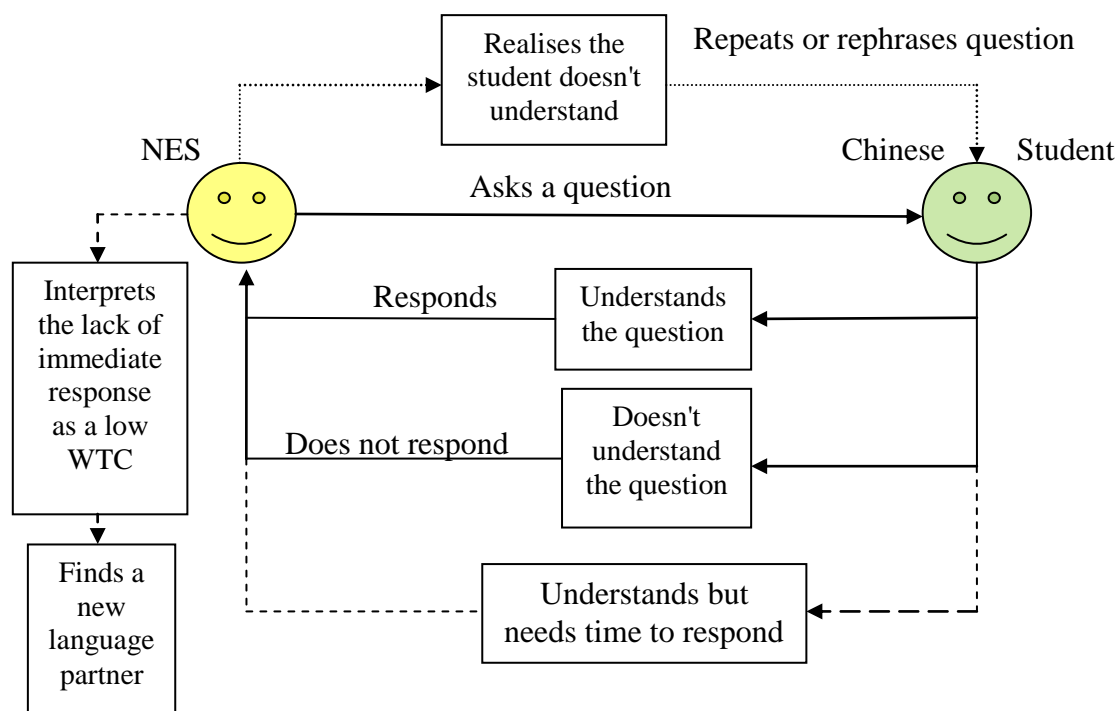 Realises the
student doesn't
understand
Repeats or rephrases question
NES
Chinese Student
Asks a question
Interprets
the lack of
immediate
response
as a low
WTC
Responds
Understands
the question
Does not respond
Doesn't
understand
the question
Finds a
new
language
partner
Understands but
needs time to respond